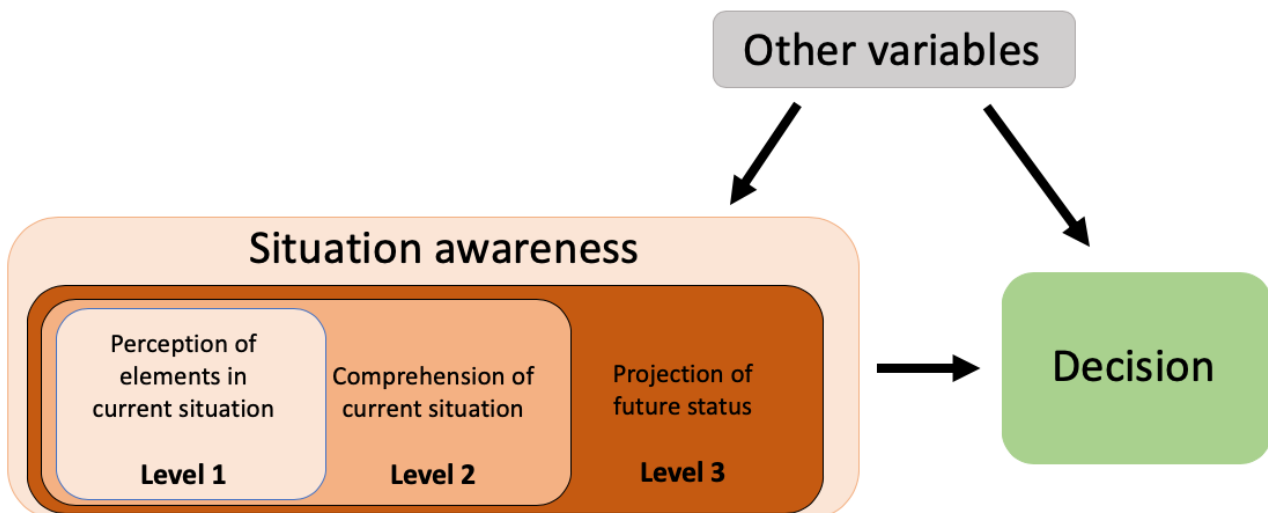 Other variables
Situation awareness
Perception of
elements in
current situation
Level 1
Comprehension of
current situation
Level 2
Projection of
future status
Level 3
Decision